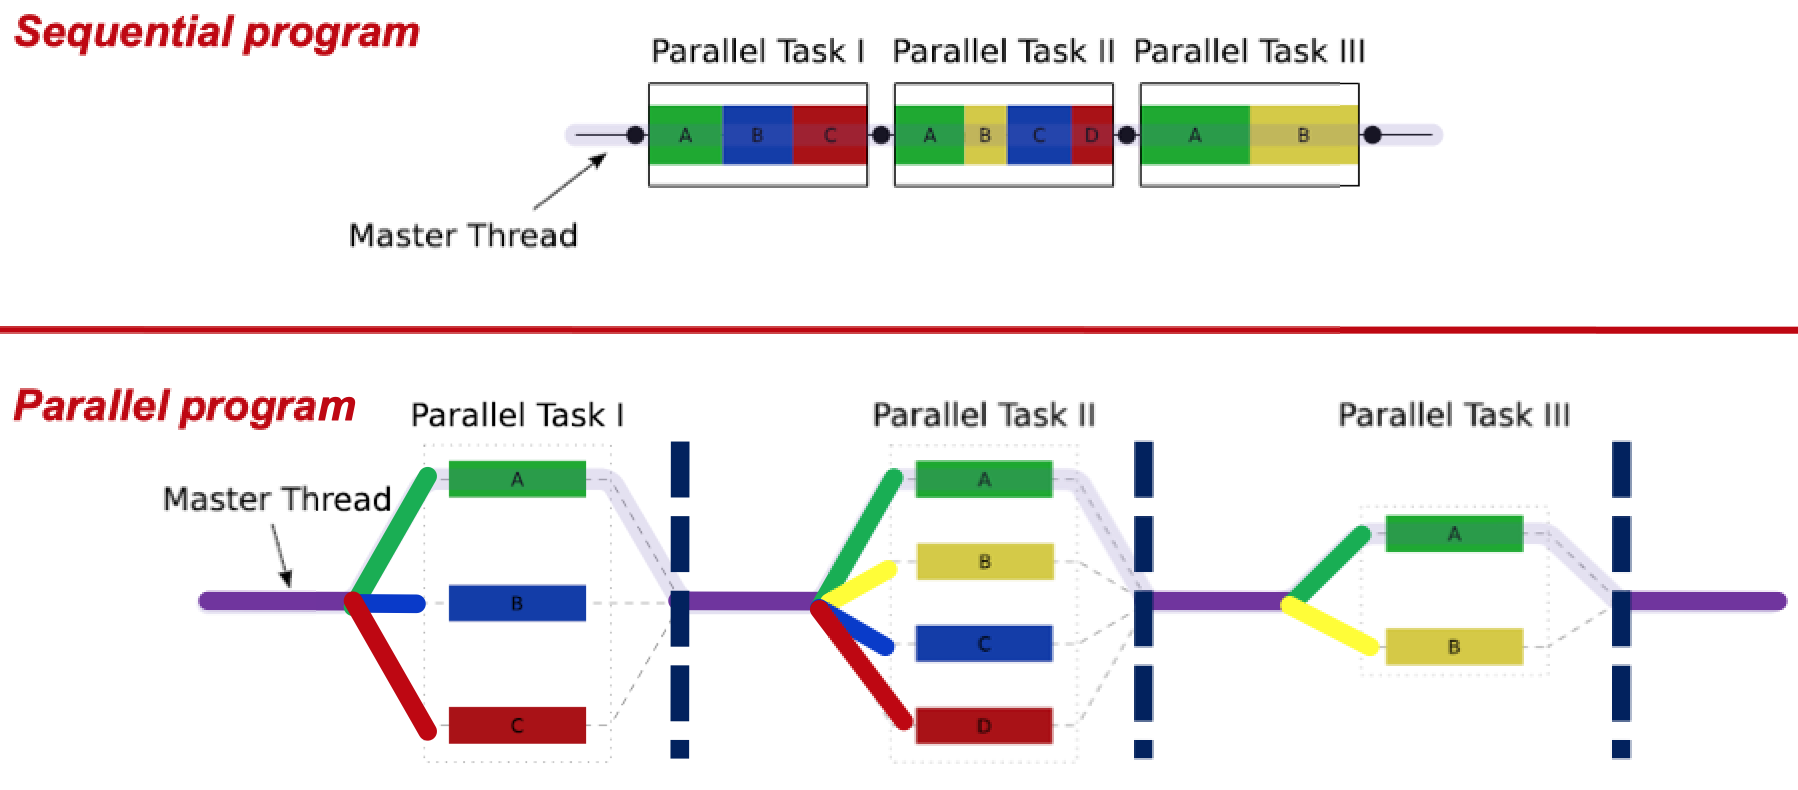 Sequential program
Parallel Task I Parallel Task II Parallel Task III
A B C A B C D A B
Master Thread
Parallel program
Parallel Task I Parallel Task II Parallel Task III
Master Thread
A A
A
B
B
C
B
C D